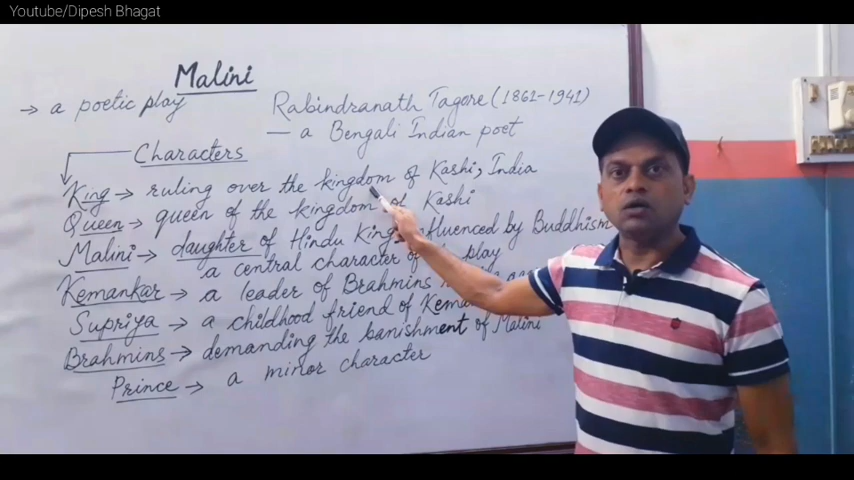 Youtube/Dipesh Bhagat
Malini
→ a poetic play
Rabindranath Tagore (1861-1941)
— a Bengali Indian poet
Characters
King → ruling over the kingdom of Kashi, India
Queen → queen of the kingdom of Kashi
Malini → daughter of Hindu King, influenced by Buddhism
a central character of the play
Kemankar → a leader of Brahmins
Supriya → a childhood friend of Kema
Brahmins → demanding the banishment of Malini
Prince → a minor character